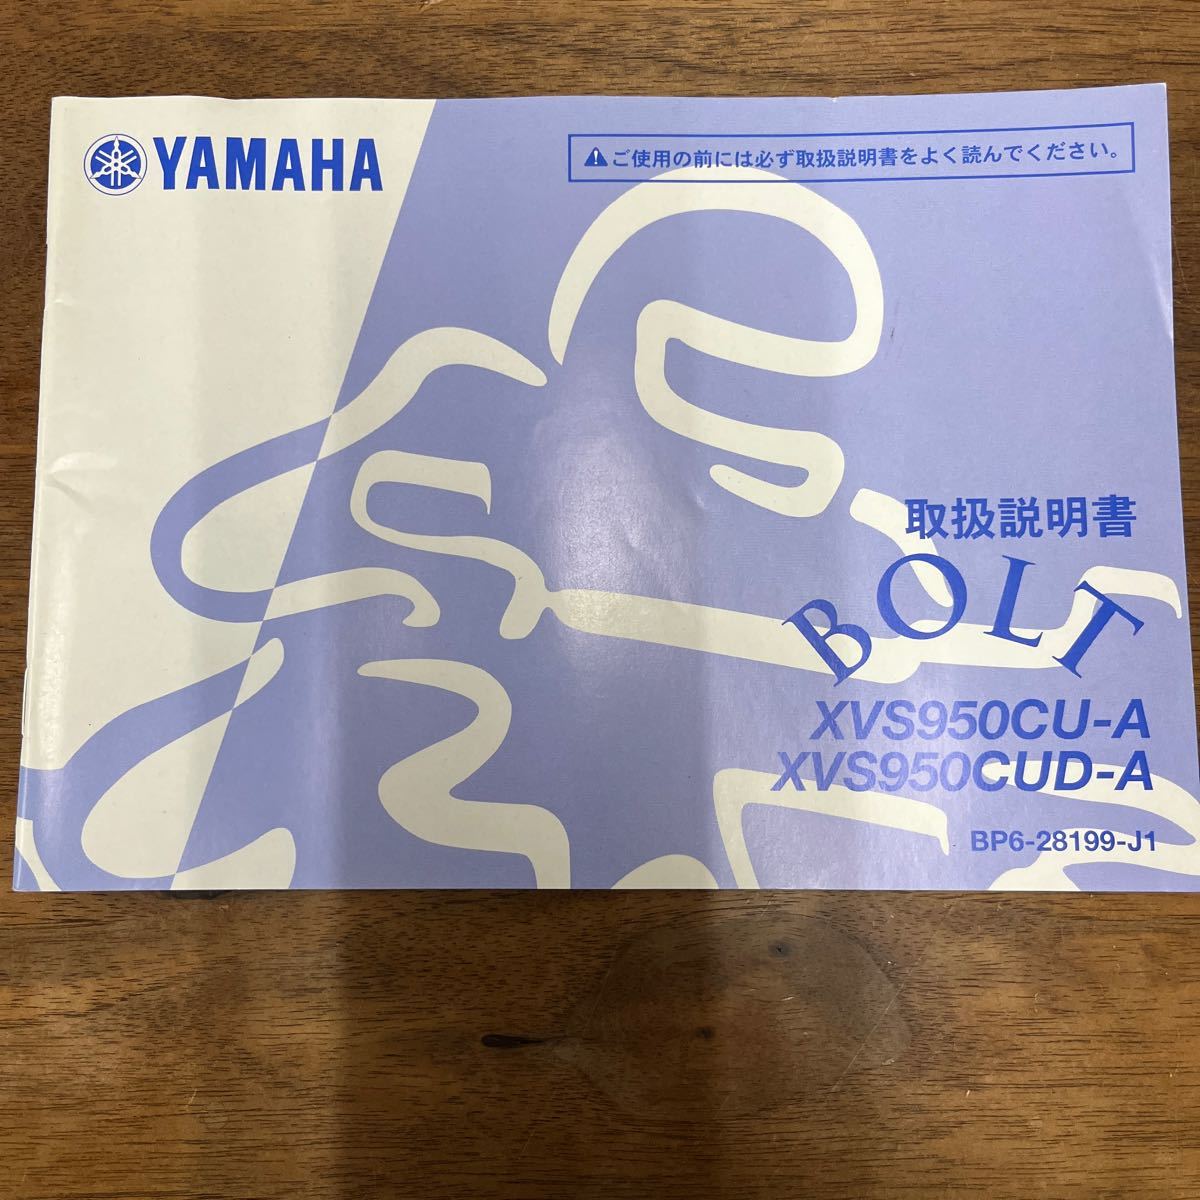 YAMAHA
⚠ご使用の前には必ず取扱説明書をよく読んでください。
取扱説明書
BOLT
XVS950CU-A
XVS950CUD-A
BP6-28199-J1